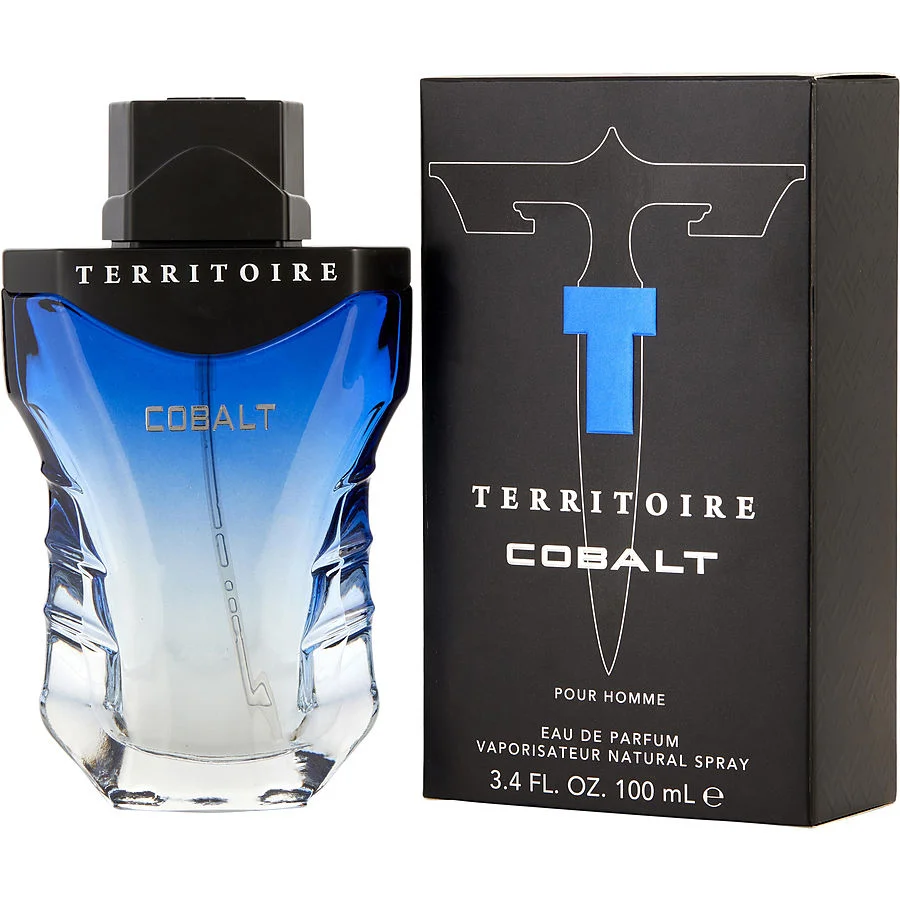 TERRITOIRE
COBALT
T
TERRITOIRE
COBALT
POUR HOMME
EAU DE PARFUM
VAPORISATEUR NATURAL SPRAY
3.4 FL. OZ. 100 mL ℮